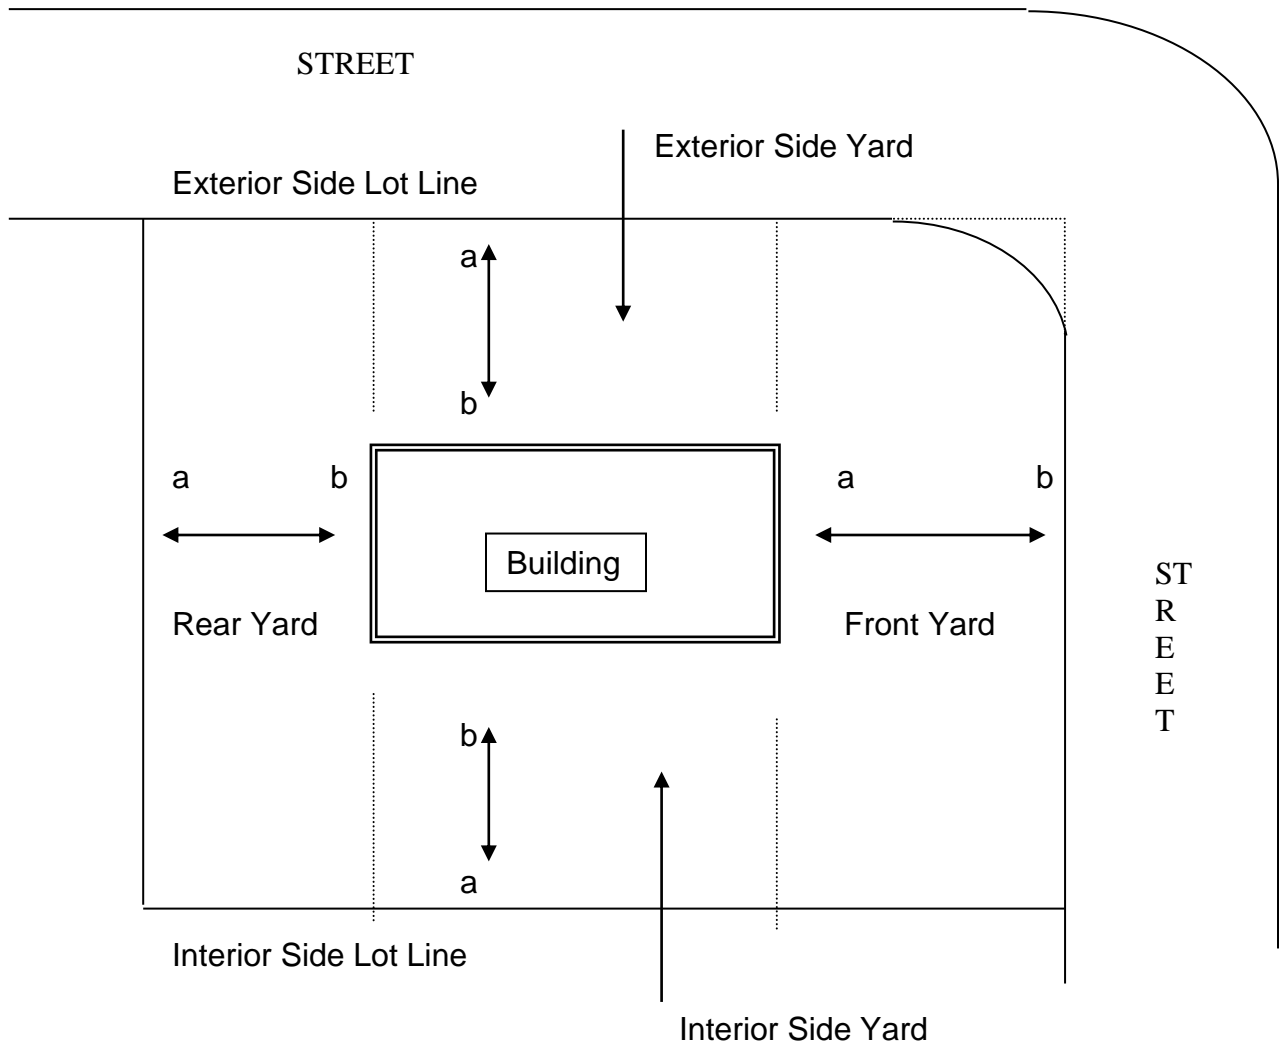 STREET
Exterior Side Yard
Exterior Side Lot Line
a
b
a
b
a
b
Building
ST
R
E
E
T
Rear Yard
Front Yard
b
a
Interior Side Lot Line
Interior Side Yard